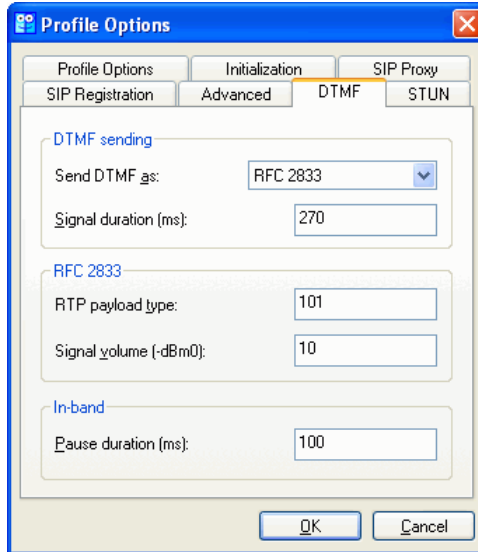 Profile Options
Profile Options Initialization SIP Proxy
SIP Registration Advanced DTMF STUN
DTMF sending
Send DTMF as: RFC 2833
Signal duration (ms): 270
RFC 2833
RTP payload type: 101
Signal volume (-dBm0): 10
In-band
Pause duration (ms): 100
OK Cancel